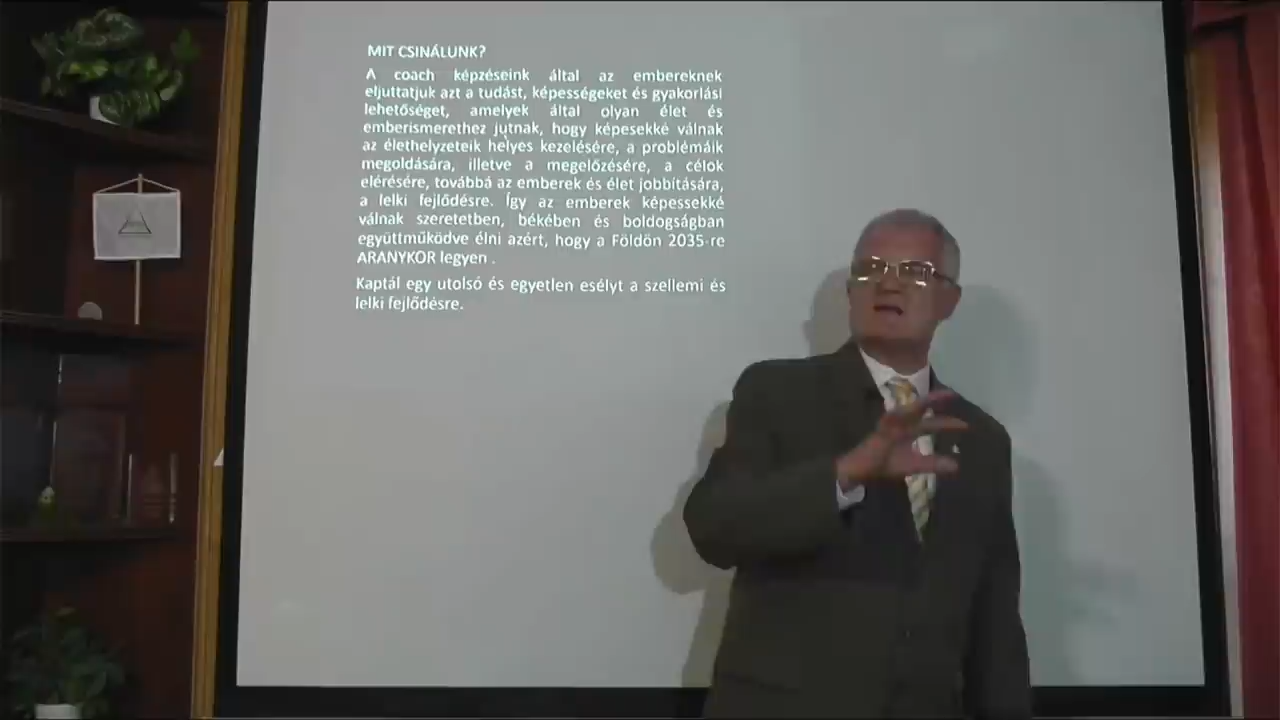 MIT CSINÁLUNK?
A coach képzéseink által az embereknek
eljuttatjuk azt a tudást, képességeket és gyakorlási
lehetőséget, amelyek által olyan élet és
emberismerethez jutnak, hogy képesekké válnak
az élethelyzeteik helyes kezelésére, a problémáik
megoldására, illetve a megelőzésére, a célok
elérésére, továbbá az emberek és élet jobbítására,
a lelki fejlődésre. Így az emberek képessekké
válnak szeretetben, békében és boldogságban
együttműködve élni azért, hogy a Földön 2035-re
ARANYKOR legyen .
Kaptál egy utolsó és egyetlen esélyt a szellemi és
lelki fejlődésre.